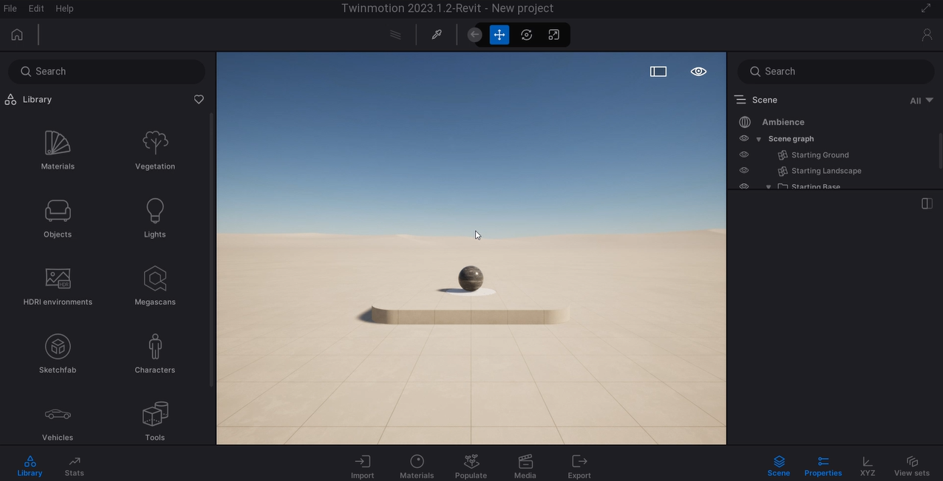 File Edit Help
Twinmotion 2023.1.2-Revit - New project
Search
Library
Materials Vegetation
Objects Lights
HDRI environments Megascans
Sketchfab Characters
Vehicles Tools
Search
Scene All
Ambience
Scene graph
Starting Ground
Starting Landscape
Starting Base
Library Stats
Import Materials Populate Media Export
Scene Properties XYZ View sets